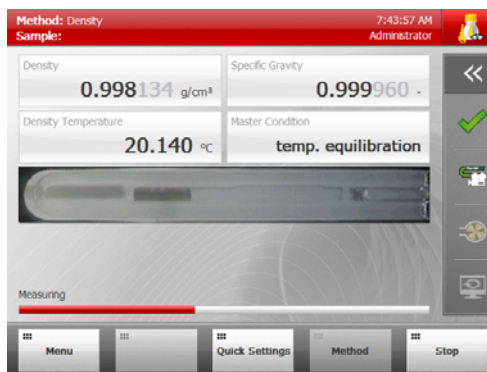 Method: Density
7:43:57 AM
Sample:
Administrator
Density
0.998134 g/cm³
Specific Gravity
0.999960 -
Density Temperature
20.140 °C
Master Condition
temp. equilibration
Measuring
Menu
Quick Settings
Method
Stop